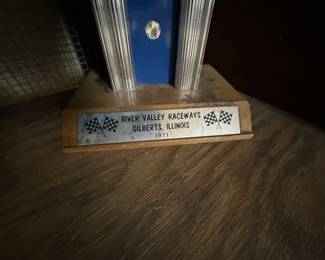 RIVER VALLEY RACEWAYS
GILBERTS, ILLINOIS
1971